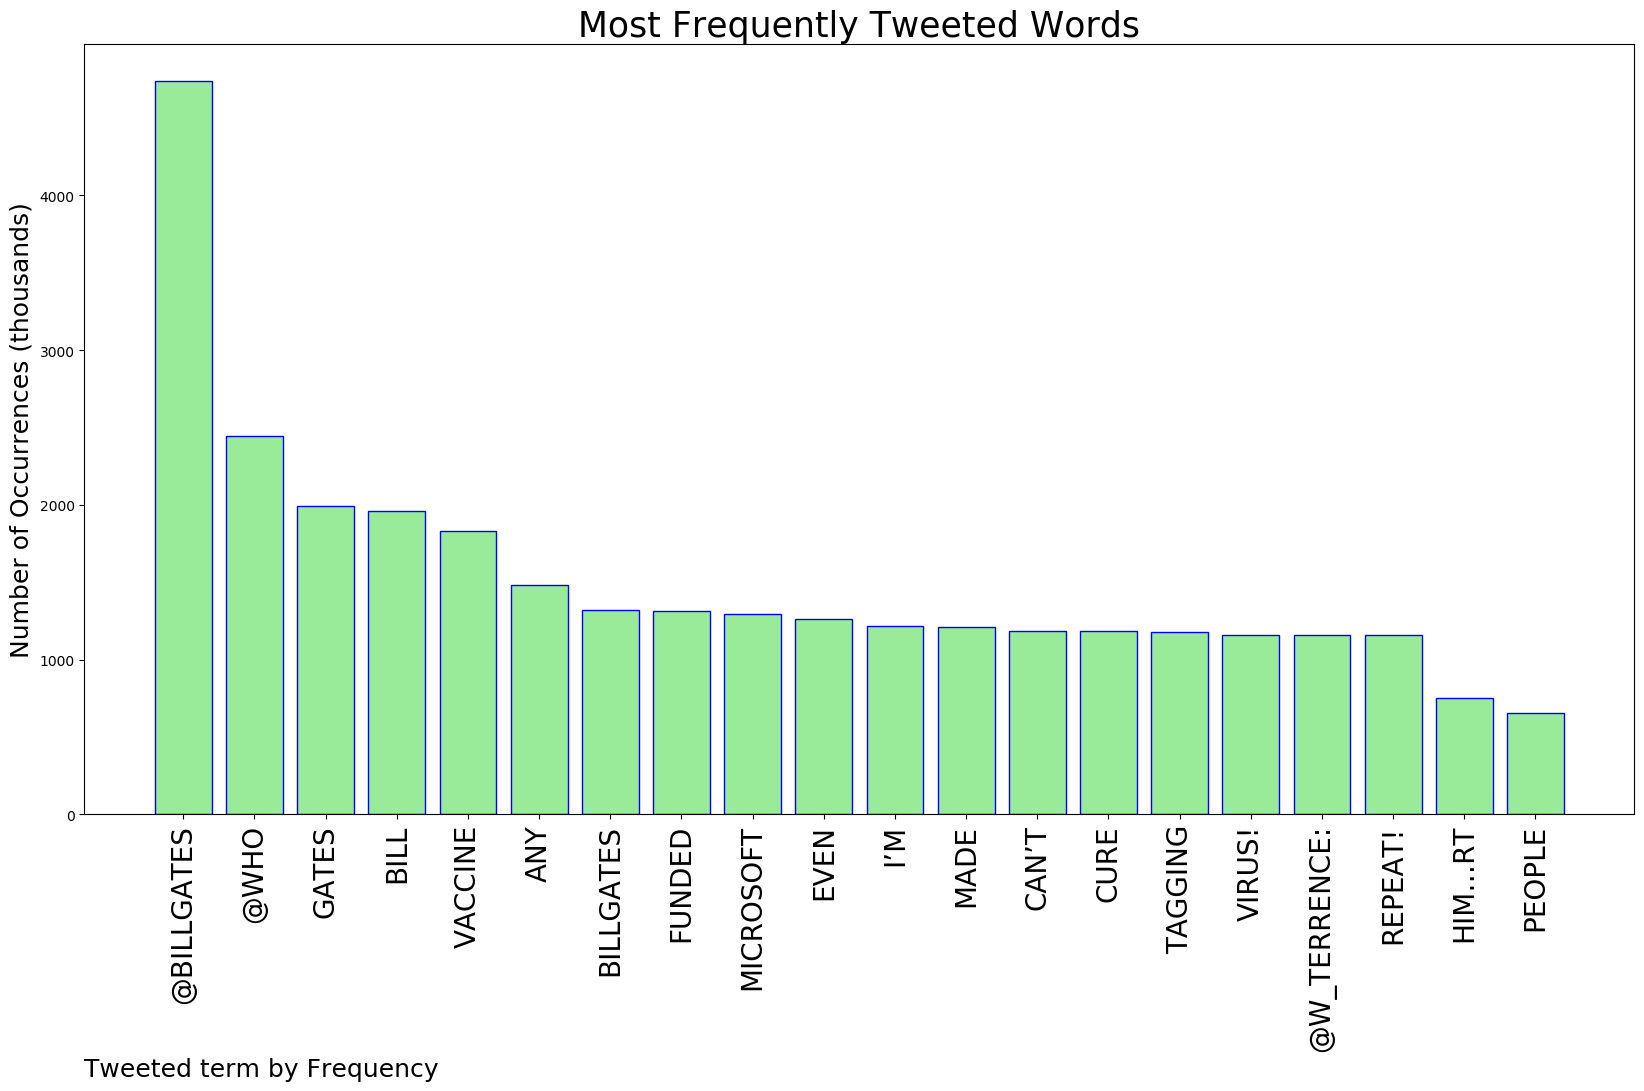 Most Frequently Tweeted Words
Number of Occurrences (thousands)
4000
3000
2000
1000
0
@BILLGATES
@WHO
GATES
BILL
VACCINE
ANY
BILLGATES
FUNDED
MICROSOFT
EVEN
I’M
MADE
CAN’T
CURE
TAGGING
VIRUS!
@W_TERRENCE:
REPEAT!
HIM…RT
PEOPLE
Tweeted term by Frequency